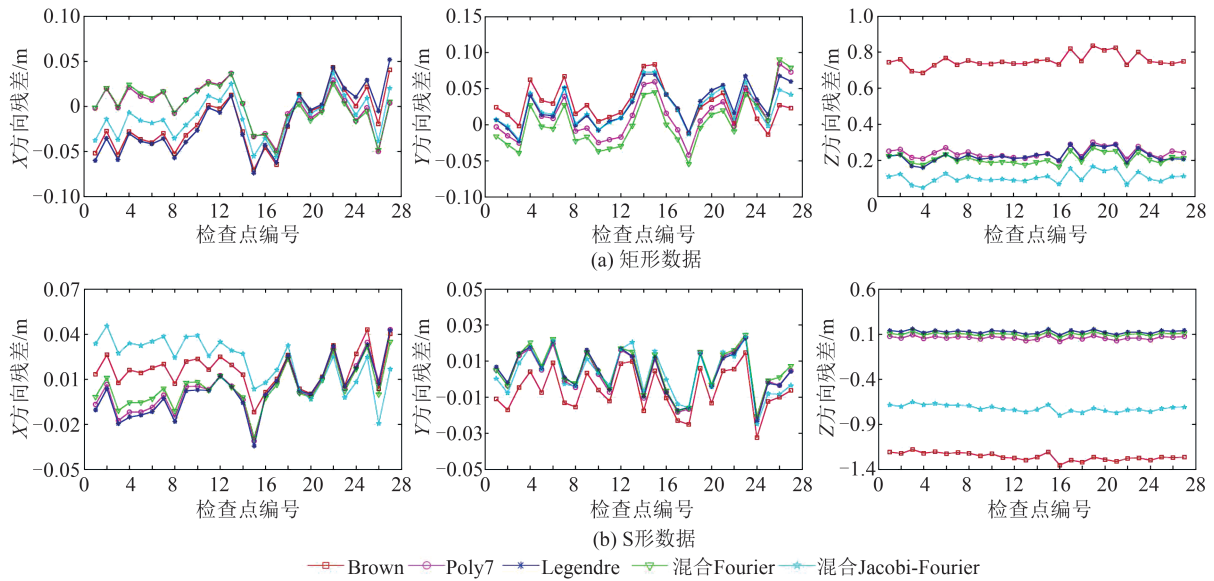 0.10
0.05
0
−0.05
−0.10
X方向残差/m
0 4 8 12 16 20 24 28
检查点编号
0.15
0.10
0.05
0
−0.05
−0.10
Y方向残差/m
0 4 8 12 16 20 24 28
检查点编号
1.0
0.8
0.6
0.4
0.2
0
Z方向残差/m
0 4 8 12 16 20 24 28
检查点编号
(a) 矩形数据
0.07
0.04
0.01
−0.02
−0.05
X方向残差/m
0 4 8 12 16 20 24 28
检查点编号
0.05
0.03
0.01
−0.01
−0.03
−0.05
Y方向残差/m
0 4 8 12 16 20 24 28
检查点编号
0.6
0.1
−0.4
−0.9
−1.4
Z方向残差/m
0 4 8 12 16 20 24 28
检查点编号
(b) S形数据
Brown Poly7 Legendre 混合Fourier 混合Jacobi-Fourier